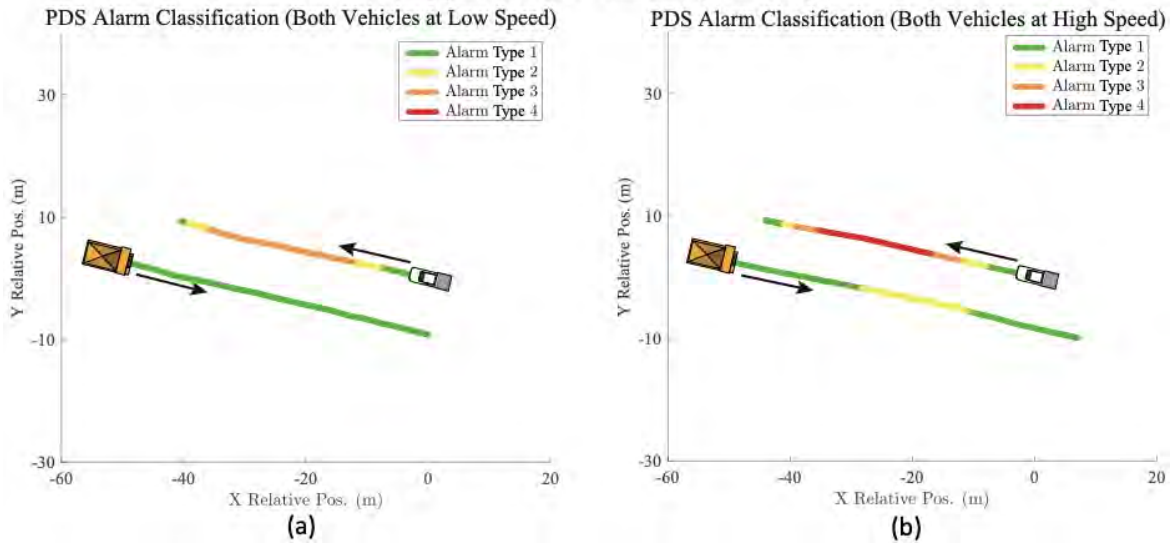 PDS Alarm Classification (Both Vehicles at Low Speed)
Alarm Type 1
Alarm Type 2
Alarm Type 3
Alarm Type 4
30
10
-10
-30
Y Relative Pos. (m)
-60
-40
-20
0
20
X Relative Pos. (m)
(a)
PDS Alarm Classification (Both Vehicles at High Speed)
Alarm Type 1
Alarm Type 2
Alarm Type 3
Alarm Type 4
30
10
-10
-30
Y Relative Pos. (m)
-60
-40
-20
0
20
X Relative Pos. (m)
(b)